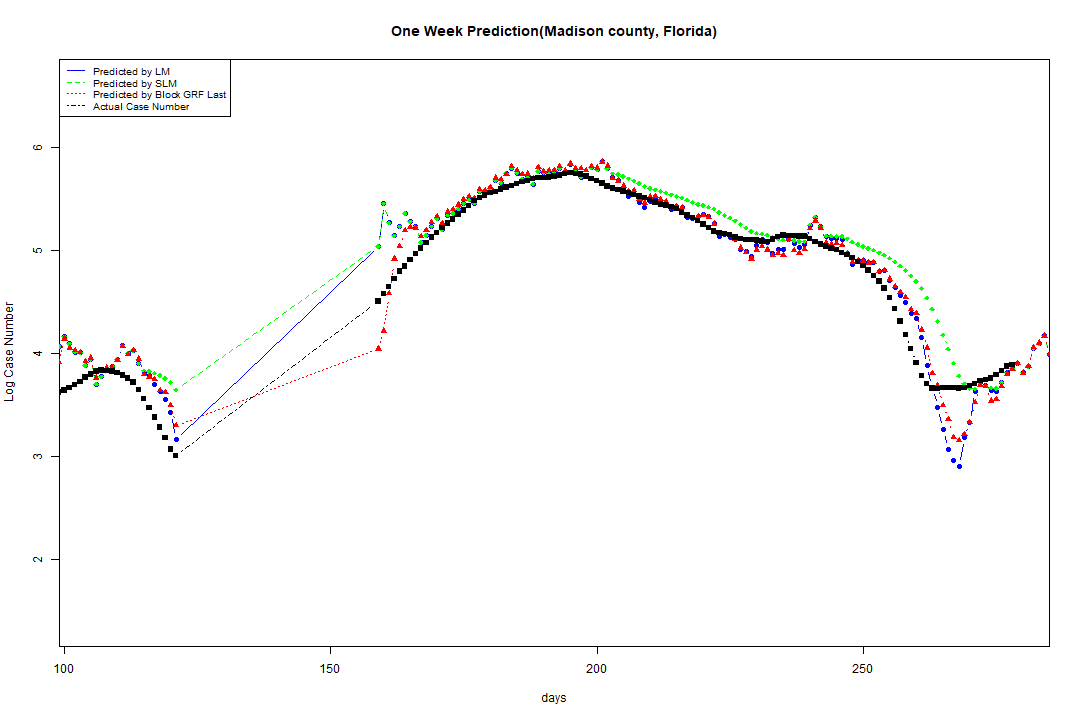 One Week Prediction(Madison county, Florida)
Predicted by LM
Predicted by SLM
Predicted by Block GRF Last
Actual Case Number
6
5
4
3
2
Log Case Number
100
150
200
250
days